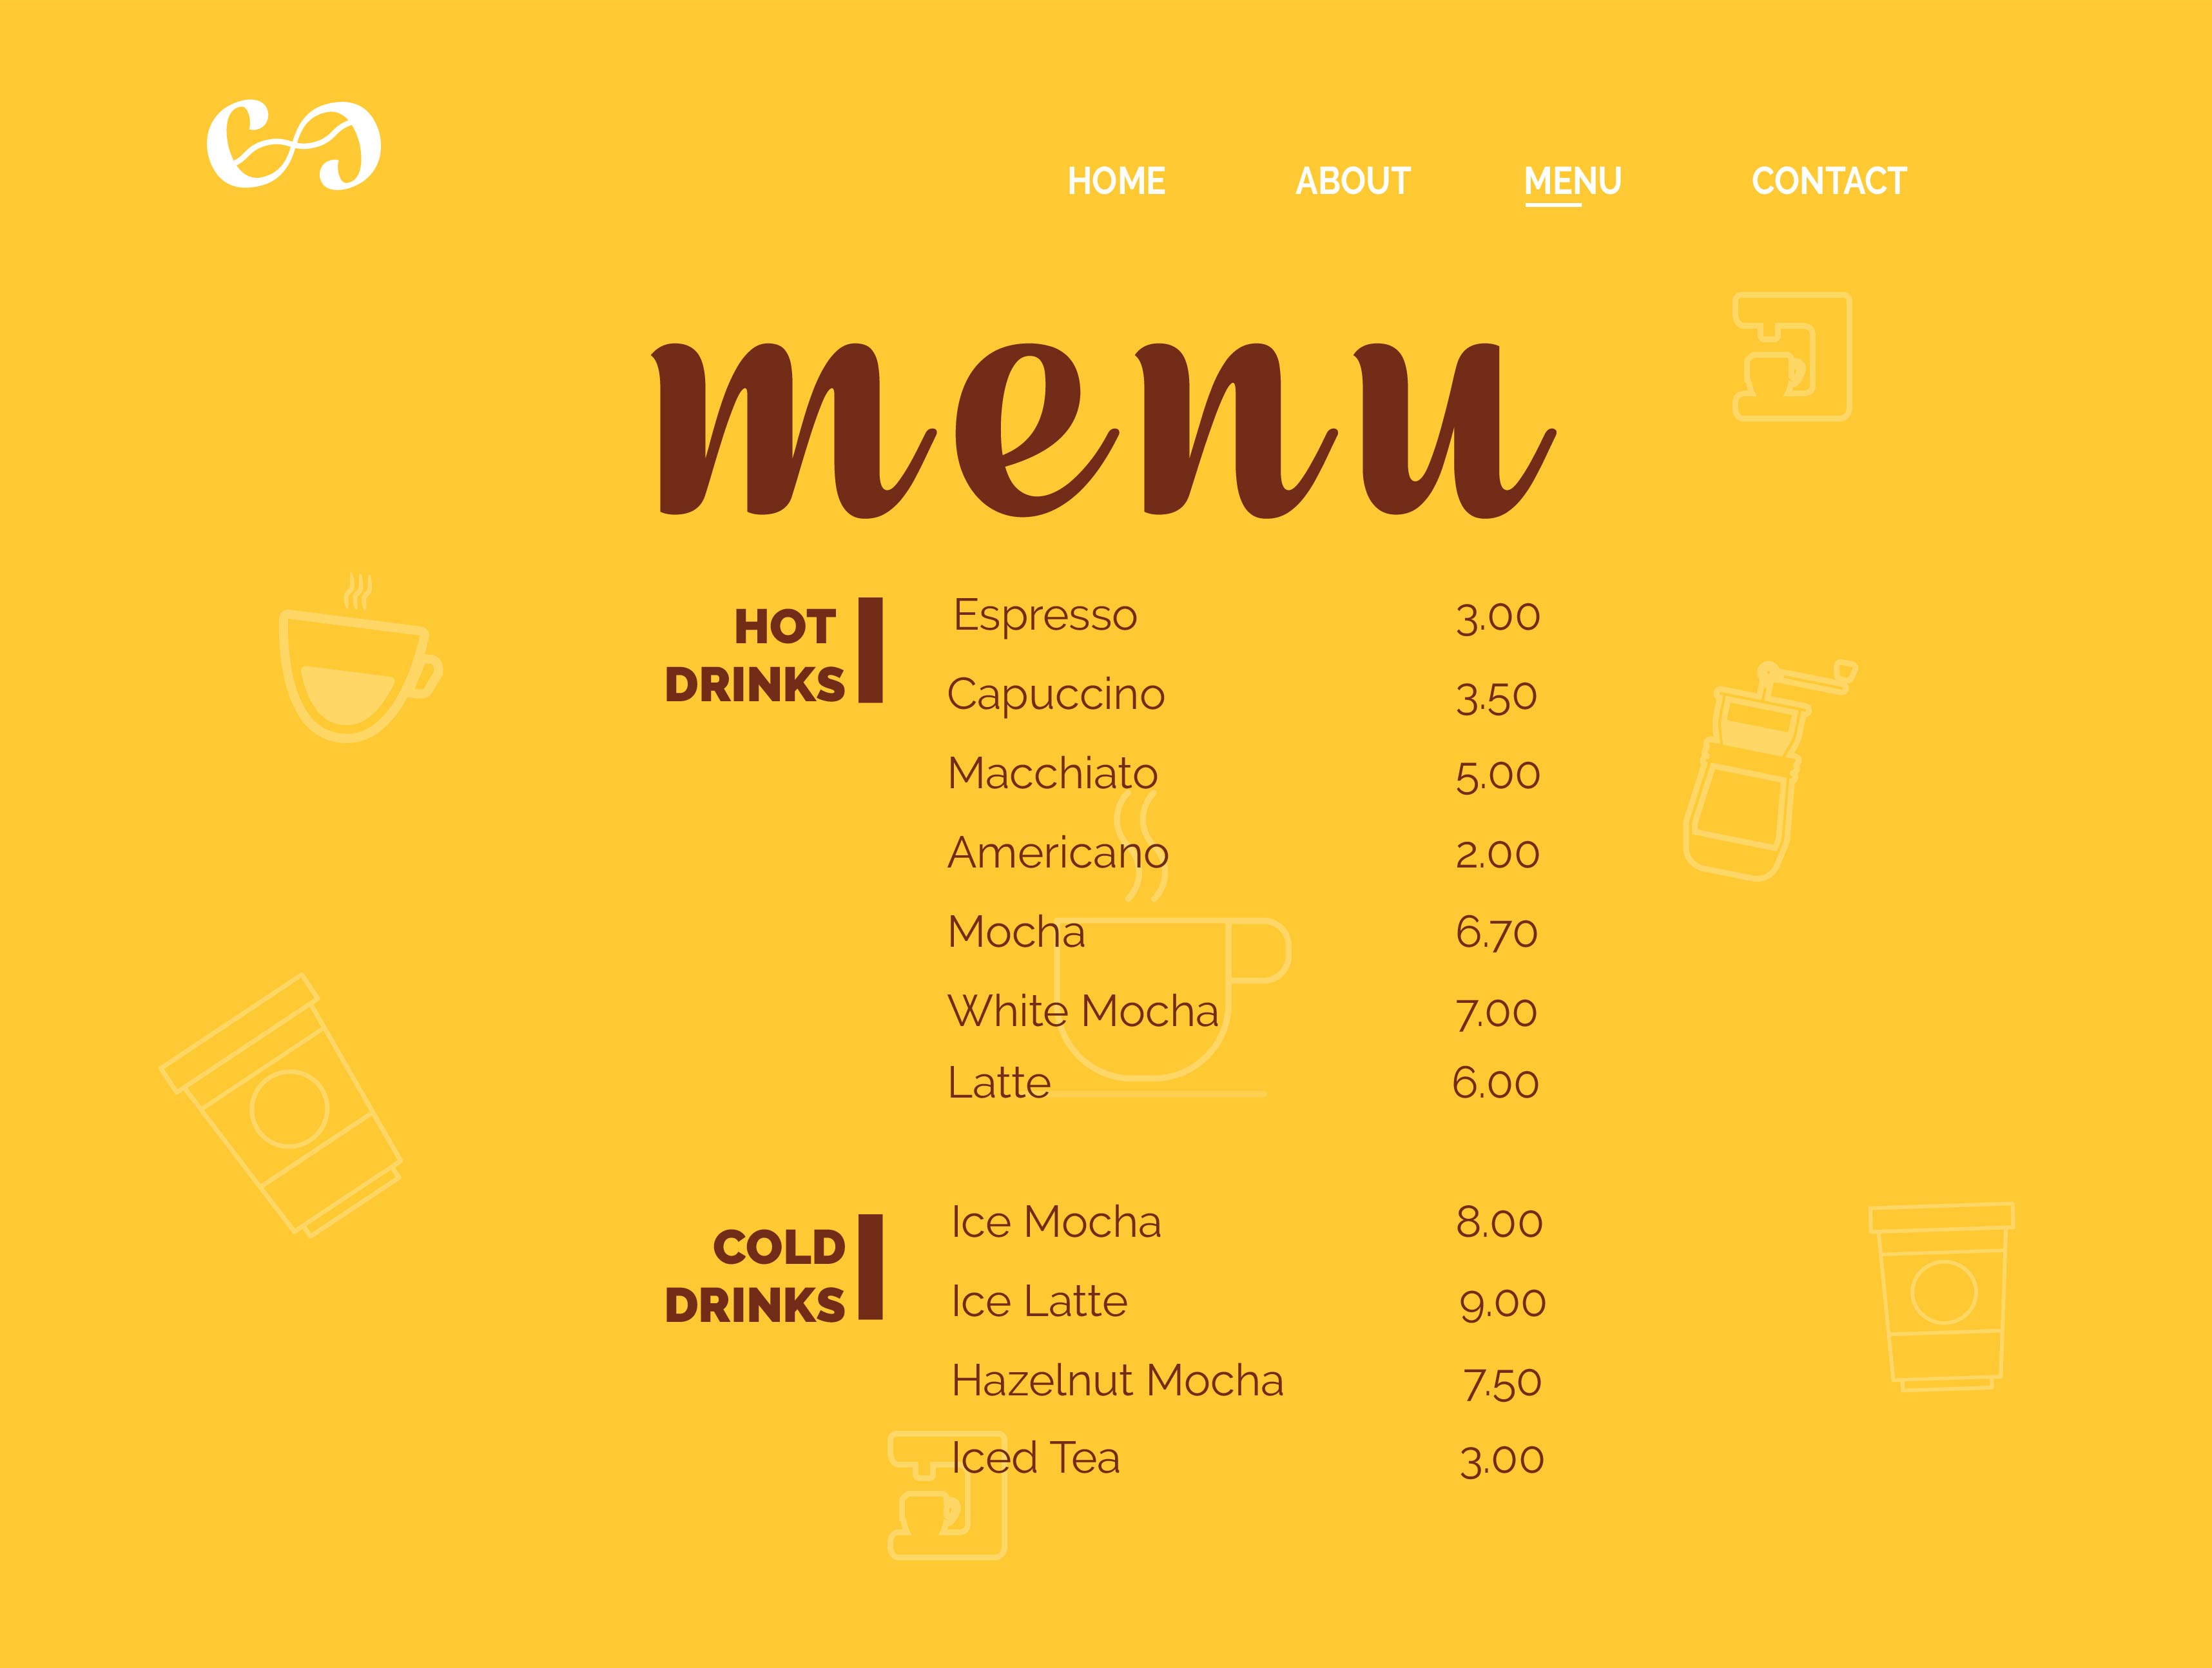 HOME ABOUT MENU CONTACT
menu
HOT
DRINKS
Espresso 3.00
Capuccino 3.50
Macchiato 5.00
Americano 2.00
Mocha 6.70
White Mocha 7.00
Latte 6.00
COLD
DRINKS
Ice Mocha 8.00
Ice Latte 9.00
Hazelnut Mocha 7.50
Iced Tea 3.00